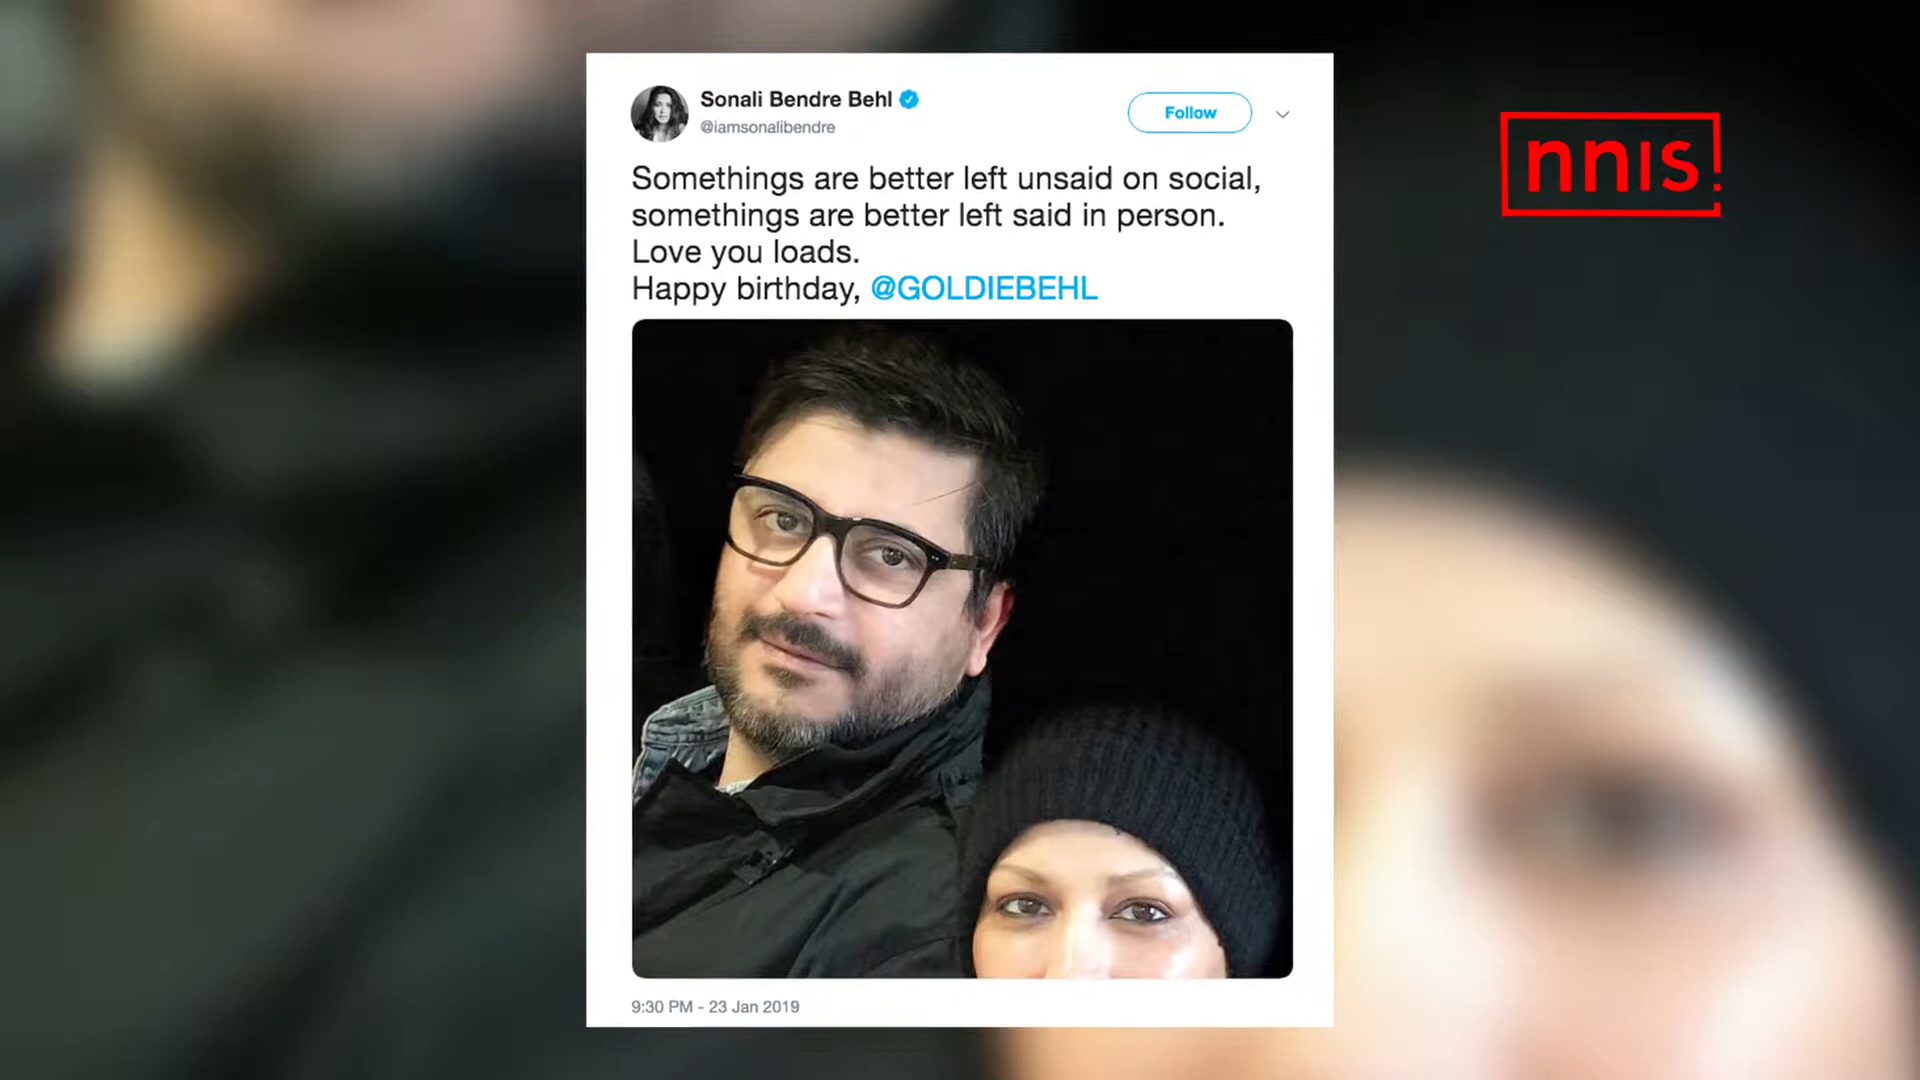 Sonali Bendre Behl
@iamsonalibendre
Follow
Somethings are better left unsaid on social,
somethings are better left said in person.
Love you loads.
Happy birthday, @GOLDIEBEHL
9:30 PM - 23 Jan 2019
nnis